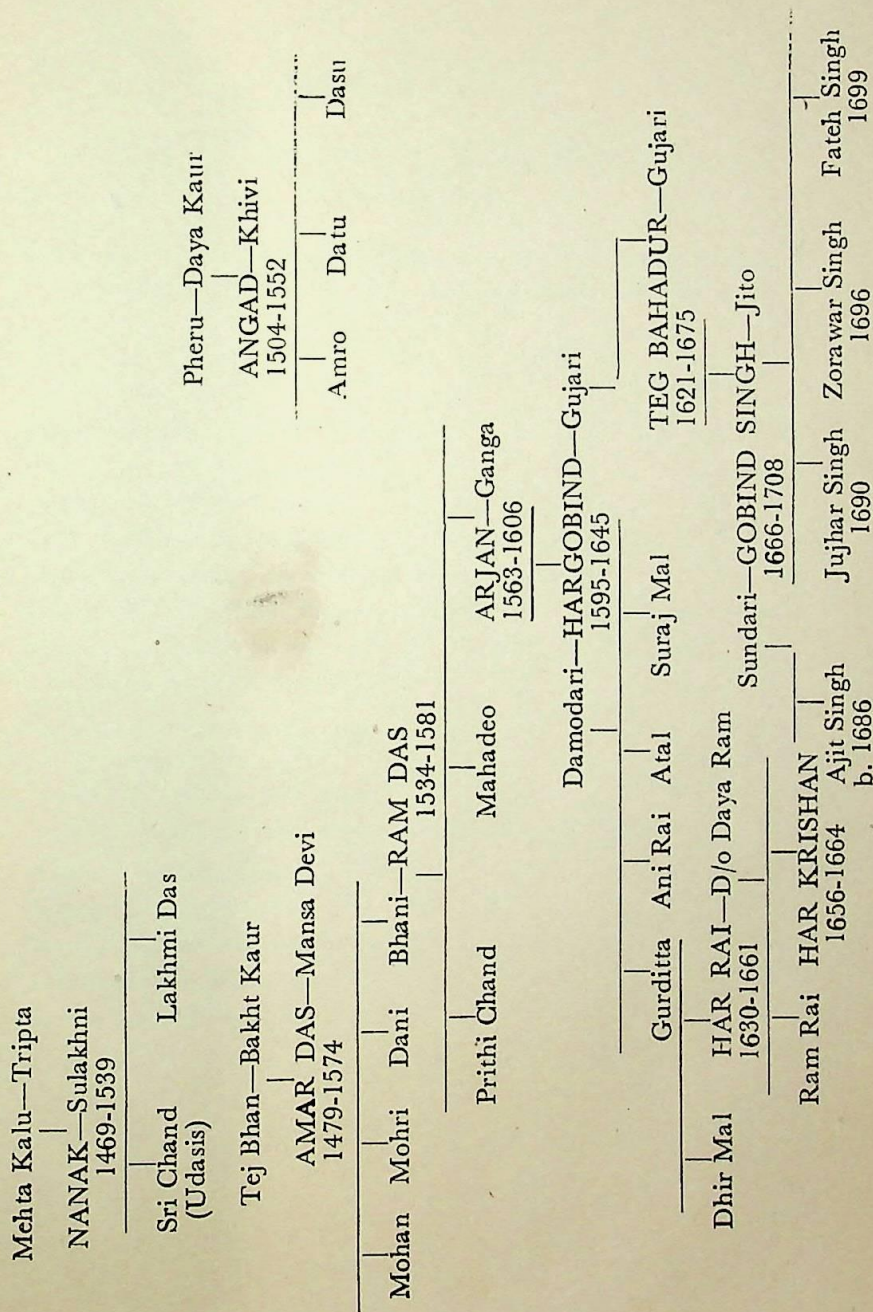 Mehta Kalu—Tripta
NANAK—Sulakhni
1469-1539
Sri Chand Lakhmi Das
(Udasis)
Pheru—Daya Kaur
ANGAD—Khivi
1504-1552
Amro Datu Dasu
Tej Bhan—Bakht Kaur
AMAR DAS—Mansa Devi
1479-1574
Mohan Mohri Dani Bhani—RAM DAS
1534-1581
Prithi Chand Mahadeo ARJAN—Ganga
1563-1606
Damodari—HARGOBIND—Gujari
1595-1645
Gurditta Ani Rai Atal Suraj Mal TEG BAHADUR—Gujari
1621-1675
Dhir Mal HAR RAI—D/o Daya Ram
1630-1661
Sundari—GOBIND SINGH—Jito
1666-1708
Ram Rai HAR KRISHAN
1656-1664
Ajit Singh Jujhar Singh Zorawar Singh Fateh Singh
b. 1686 1690 1696 1699